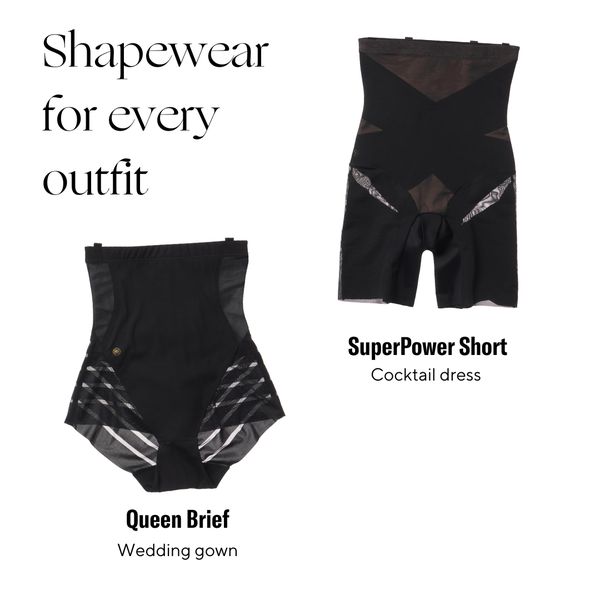 Shapewear
for every
outfit
SuperPower Short
Cocktail dress
Queen Brief
Wedding gown